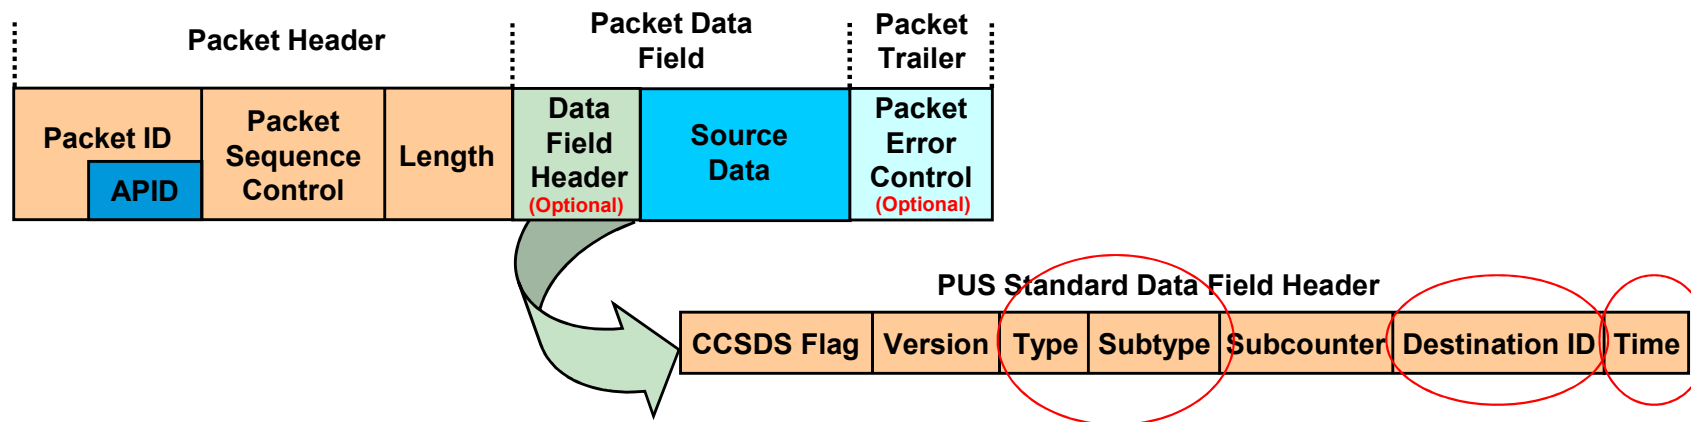 Packet Header
Packet Data
Field
Packet
Trailer
Packet ID
APID
Packet
Sequence
Control
Length
Data
Field
Header
(Optional)
Source
Data
Packet
Error
Control
(Optional)
PUS Standard Data Field Header
CCSDS Flag
Version
Type
Subtype
Subcounter
Destination ID
Time